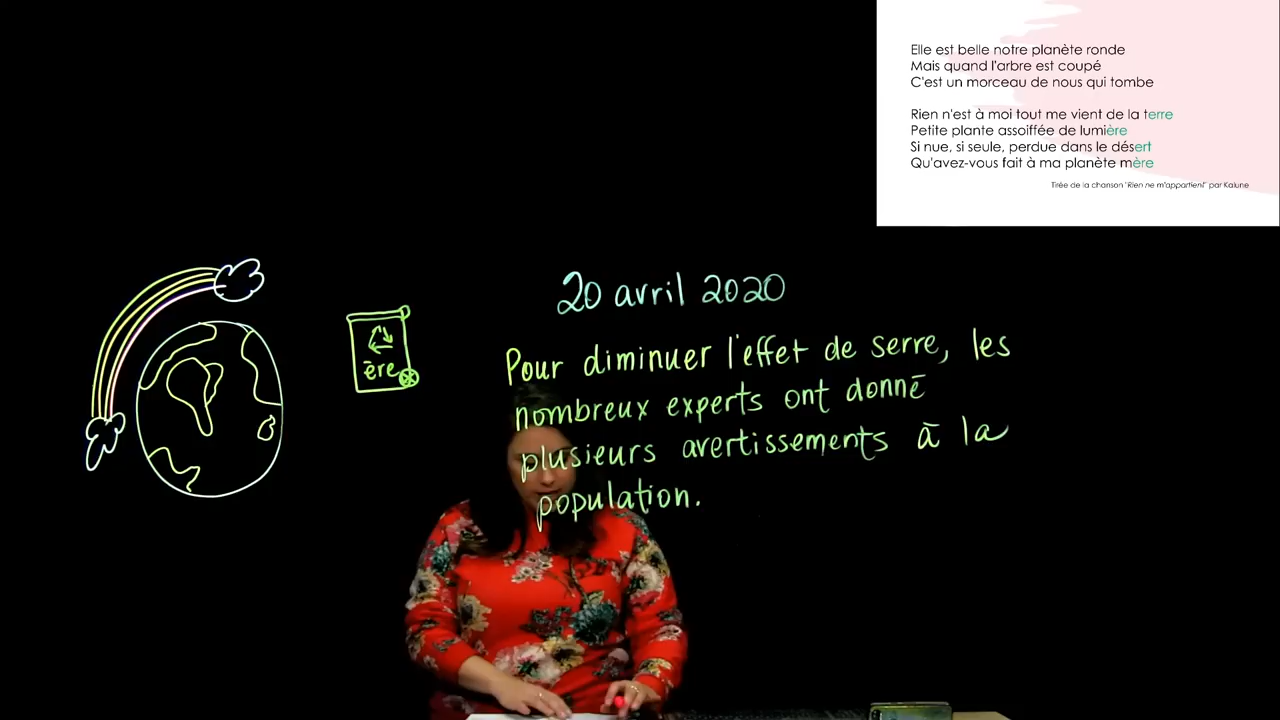 Elle est belle notre planète ronde
Mais quand l'arbre est coupé
C'est un morceau de nous qui tombe
Rien n'est à moi tout me vient de la terre
Petite plante assoiffée de lumière
Si nue, si seule, perdue dans le désert
Qu'avez-vous fait à ma planète mère
Tirée de la chanson "Rien ne m'appartient" par Kalune
20 avril 2020
ère
Pour diminuer l'effet de serre, les
nombreux experts ont donné
plusieurs avertissements à la
population.